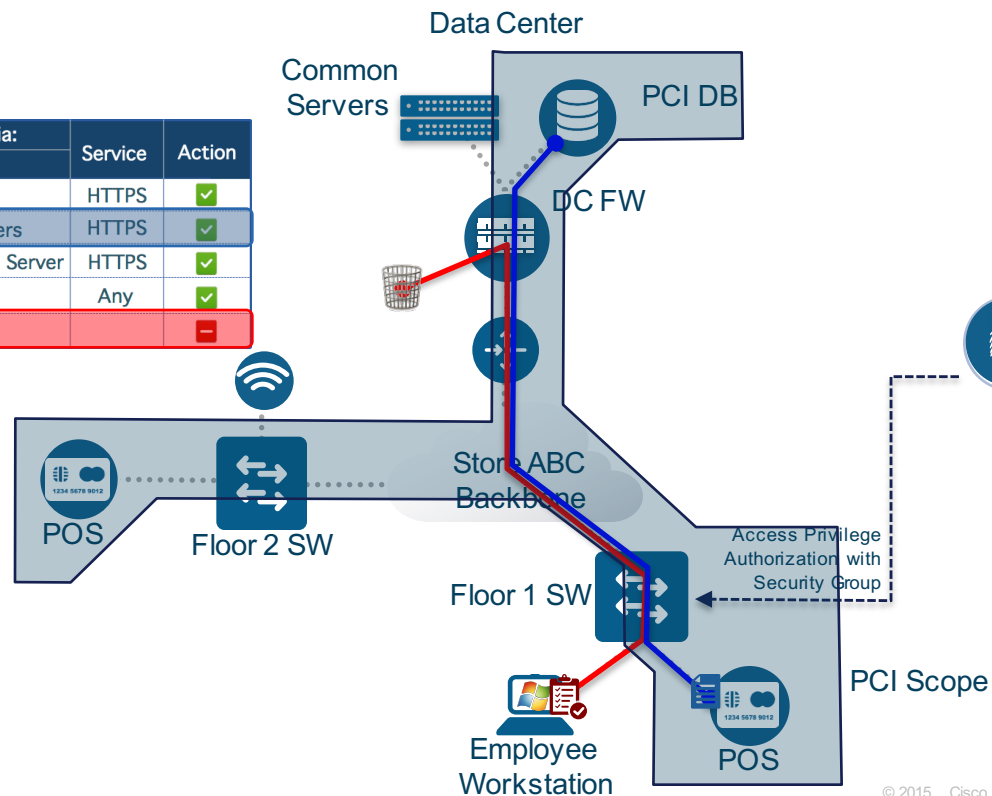 Data Center
Common
Servers
PCI DB
ia:
Service
Action
HTTPS
ers
HTTPS
Server
HTTPS
Any
DC FW
Store ABC
Backbone
1234 5678 9012
POS
Floor 2 SW
Access Privilege
Authorization with
Security Group
Floor 1 SW
PCI Scope
1234 5678 9012
POS
Employee
Workstation
© 2015 Cisco